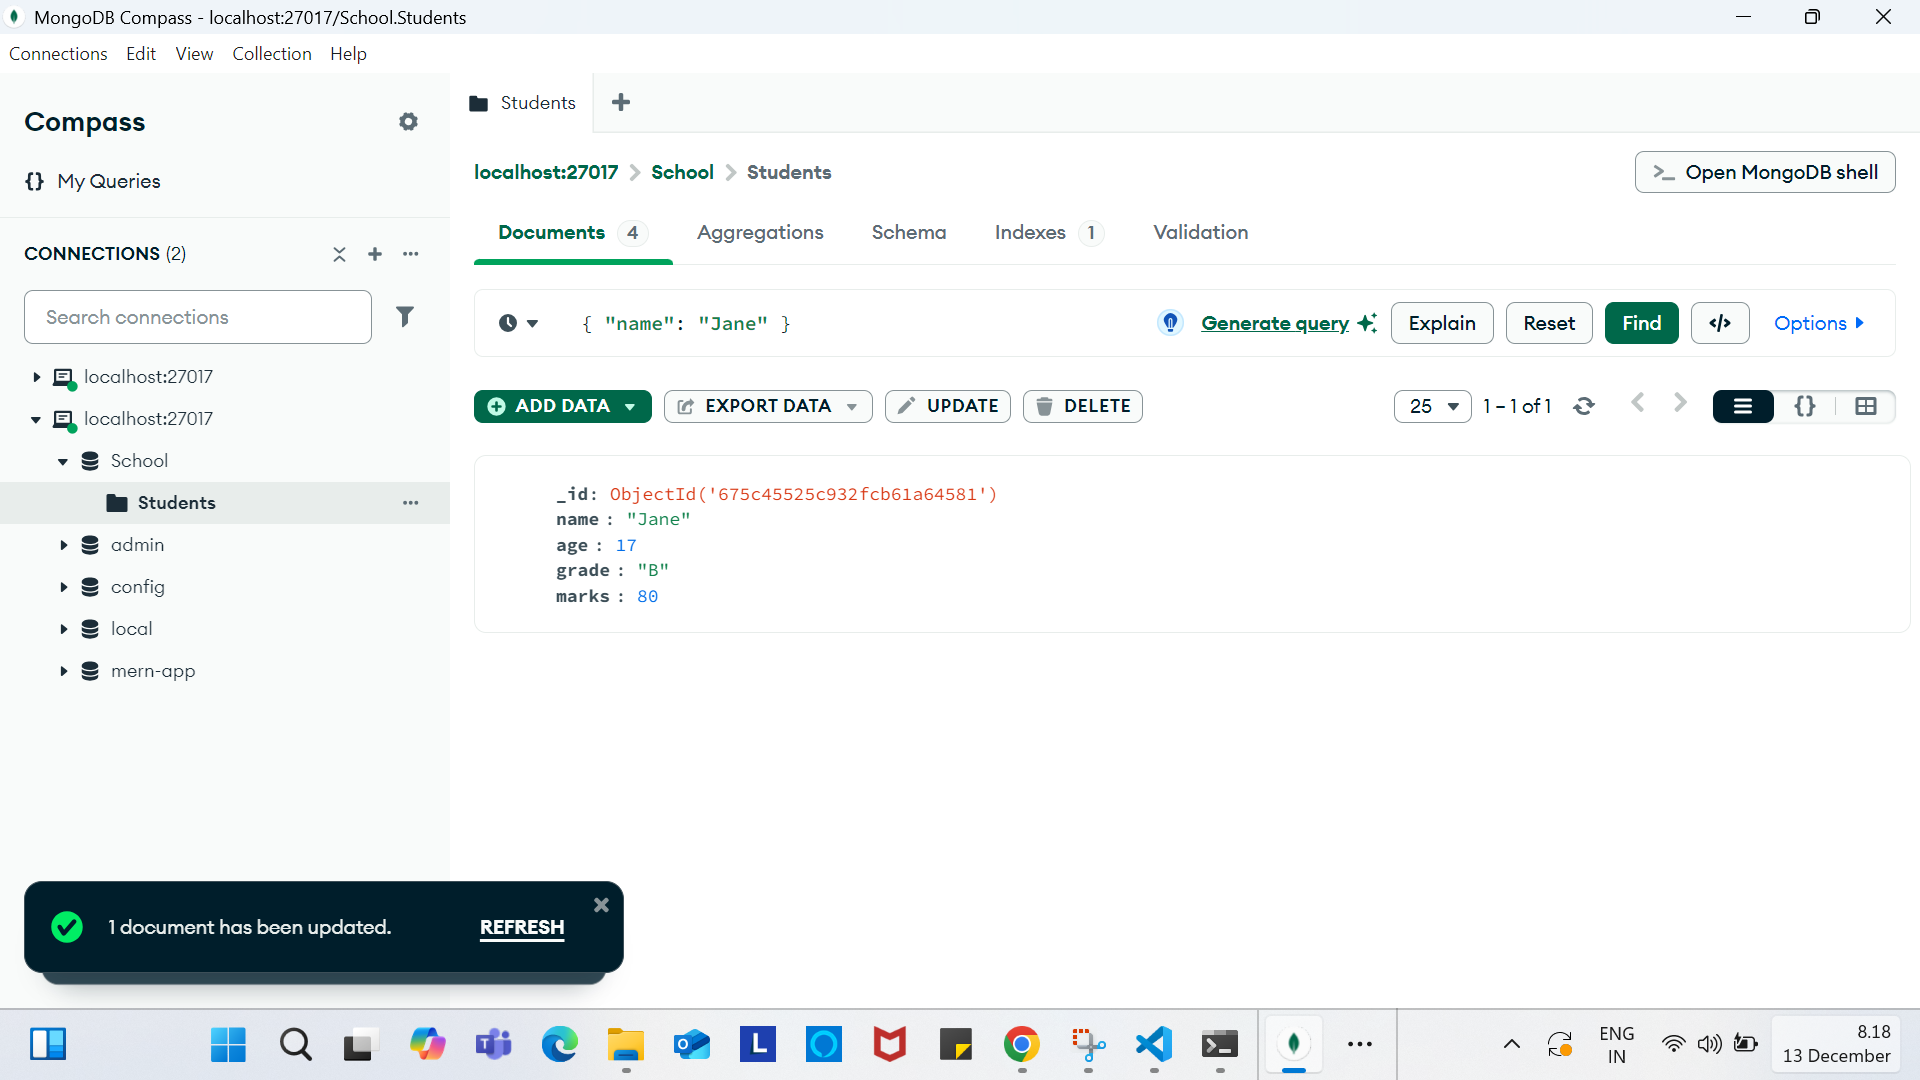 MongoDB Compass - localhost:27017/School.Students
Connections Edit View Collection Help
Compass
{} My Queries
CONNECTIONS (2)
Search connections
localhost:27017
localhost:27017
School
Students
admin
config
local
mern-app
Students
localhost:27017 > School > Students
>_ Open MongoDB shell
Documents 4 Aggregations Schema Indexes 1 Validation
{ "name": "Jane" }
Generate query Explain Reset Find </> Options
ADD DATA EXPORT DATA UPDATE DELETE
25 1 – 1 of 1 {}
_id: ObjectId('675c45525c932fcb61a64581')
name : "Jane"
age : 17
grade : "B"
marks : 80
1 document has been updated. REFRESH
ENG
IN
8.18
13 December